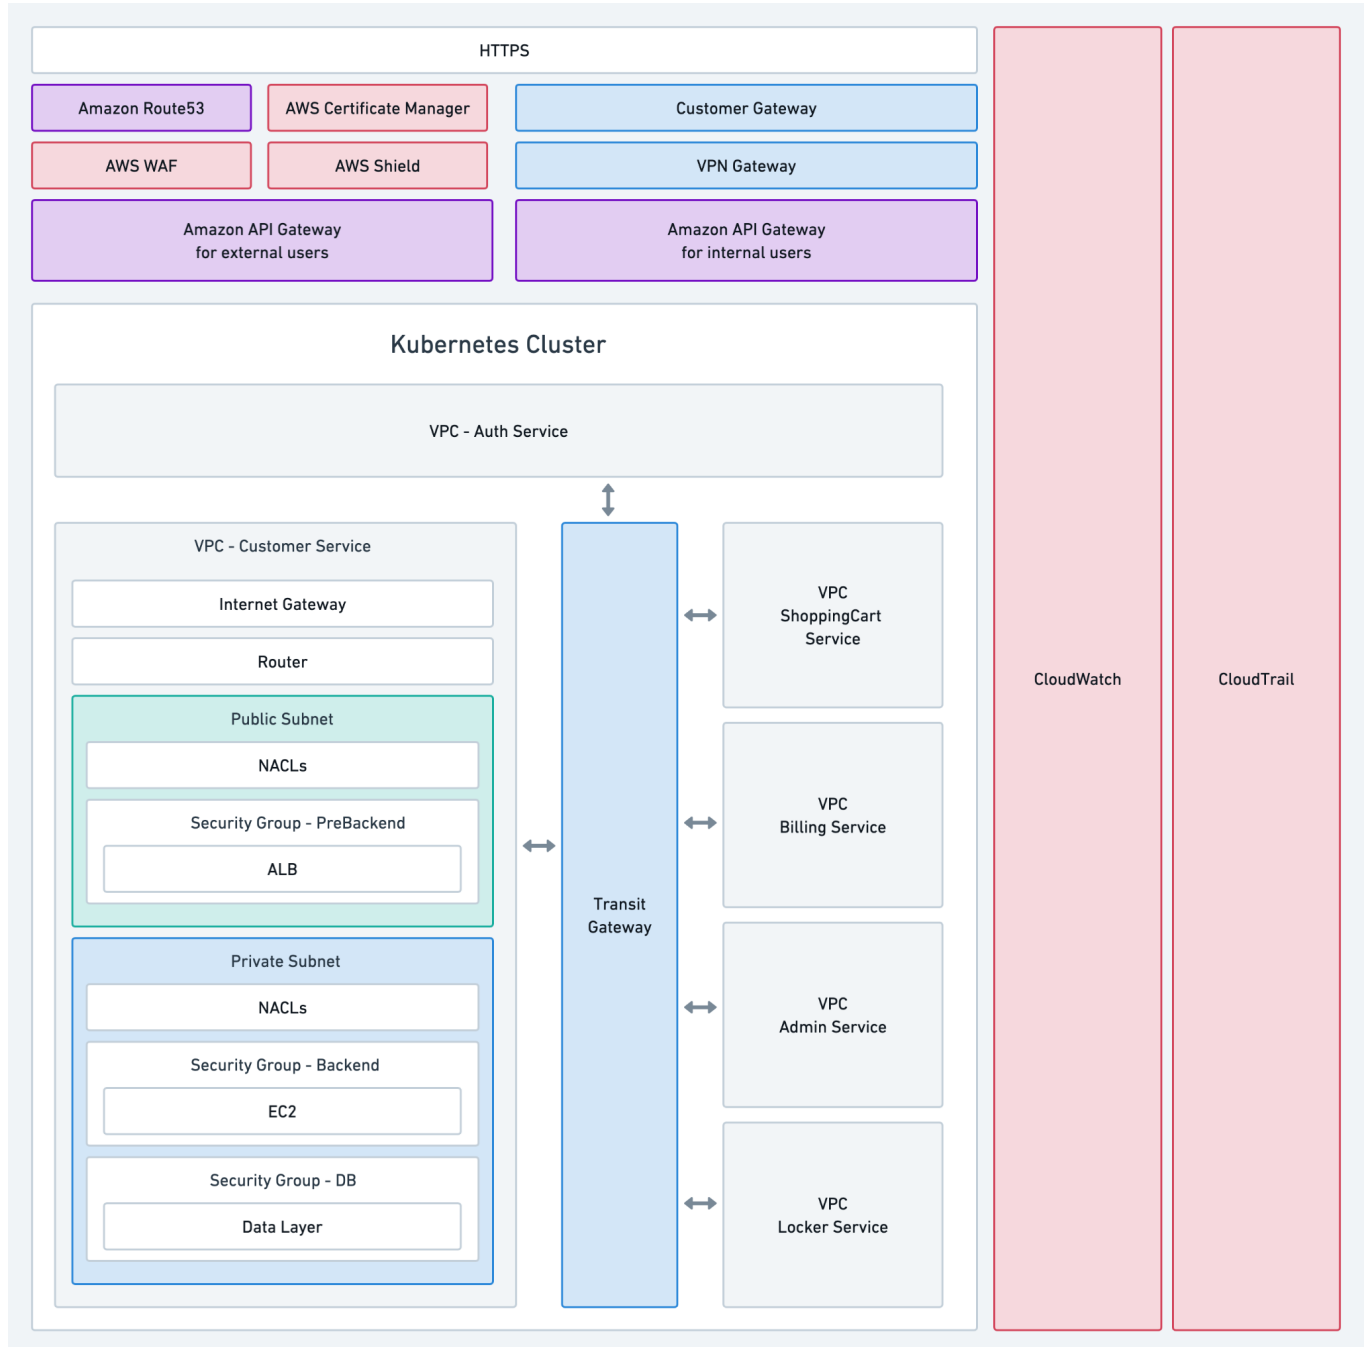 HTTPS
Amazon Route53
AWS Certificate Manager
Customer Gateway
AWS WAF
AWS Shield
VPN Gateway
Amazon API Gateway
for external users
Amazon API Gateway
for internal users
Kubernetes Cluster
VPC - Auth Service
VPC - Customer Service
Internet Gateway
Router
Public Subnet
NACLs
Security Group - PreBackend
ALB
Private Subnet
NACLs
Security Group - Backend
EC2
Security Group - DB
Data Layer
Transit
Gateway
VPC
ShoppingCart
Service
VPC
Billing Service
VPC
Admin Service
VPC
Locker Service
CloudWatch
CloudTrail